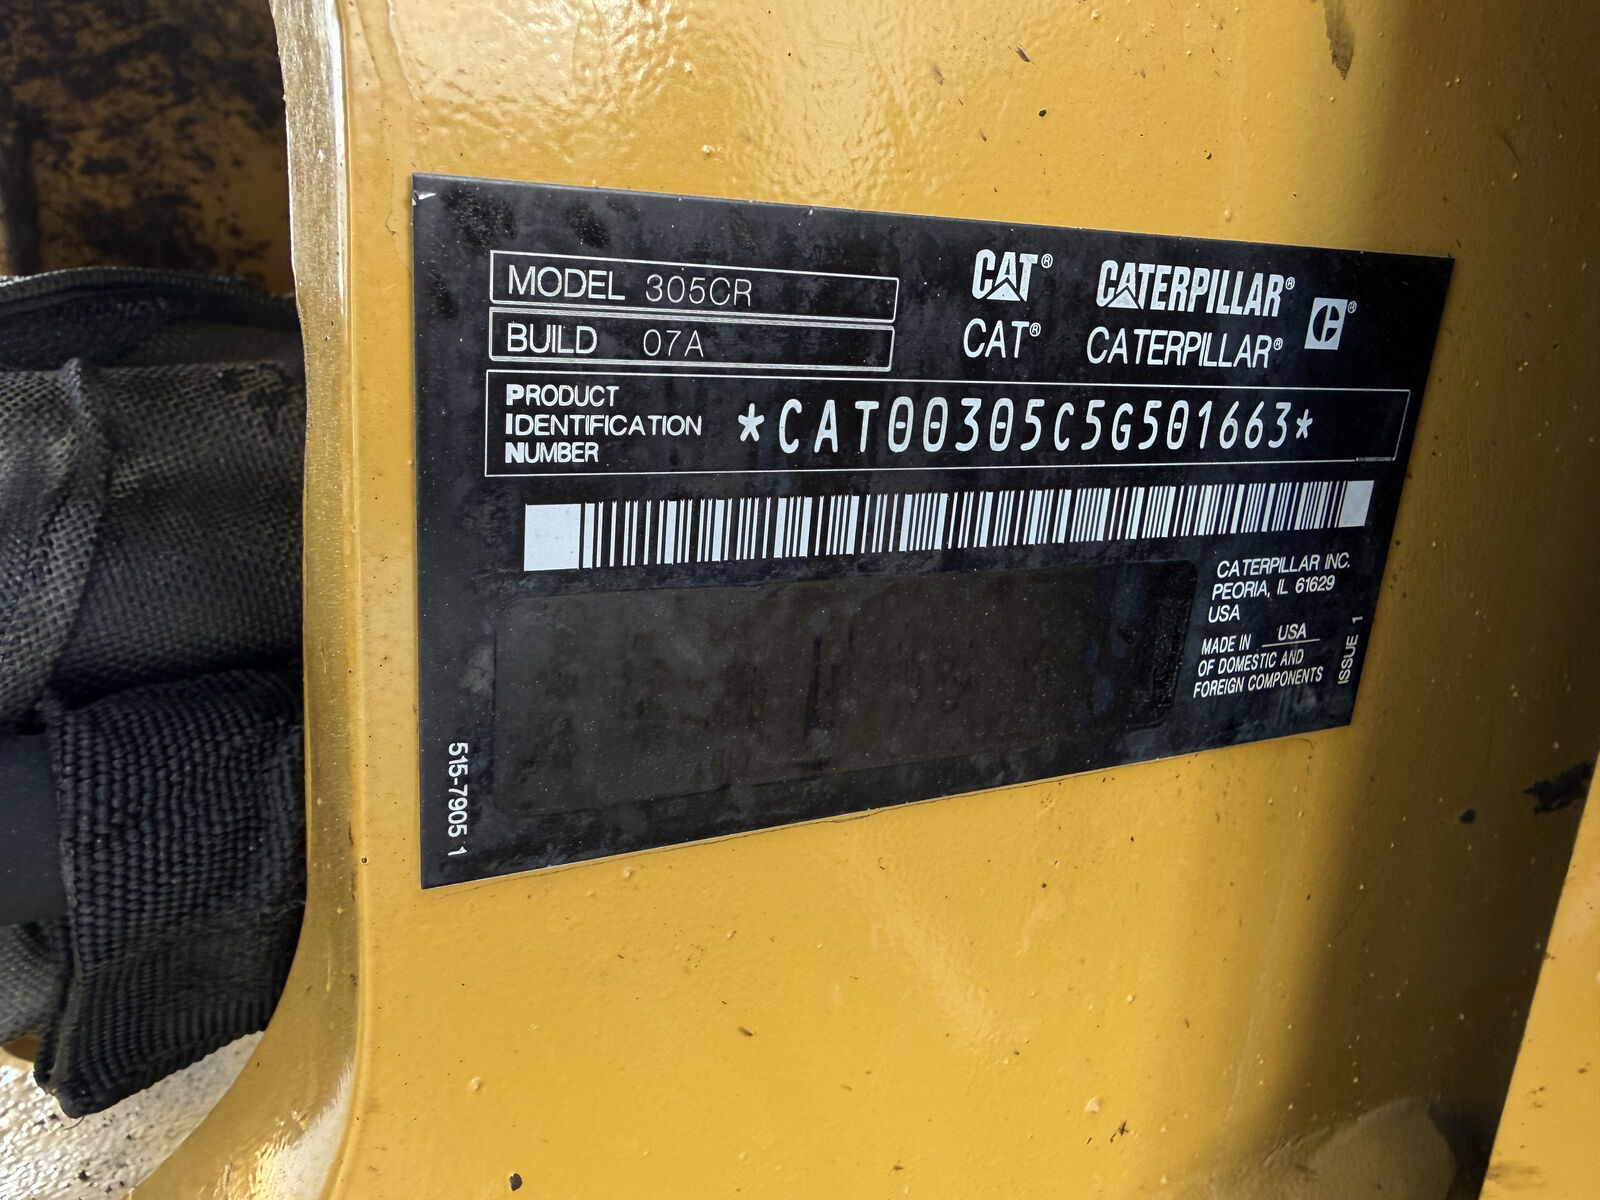 MODEL 305CR
BUILD 07A
CAT® CATERPILLAR® C®
CAT® CATERPILLAR®
PRODUCT
IDENTIFICATION
NUMBER
*CAT00305C5G501663*
CATERPILLAR INC.
PEORIA, IL 61629
USA
MADE IN USA
OF DOMESTIC AND
FOREIGN COMPONENTS
ISSUE 1
515-7905 1